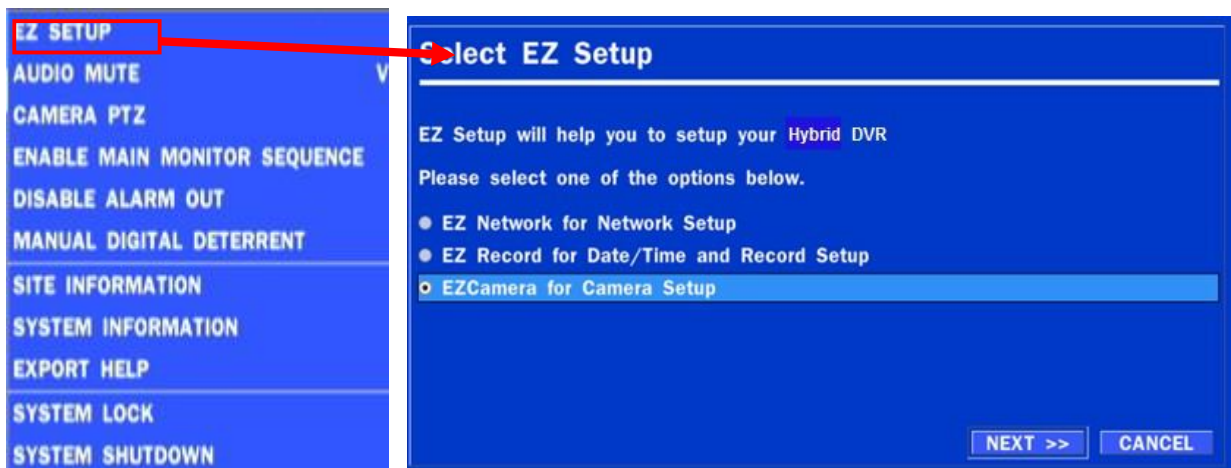 EZ SETUP
AUDIO MUTE V
CAMERA PTZ
ENABLE MAIN MONITOR SEQUENCE
DISABLE ALARM OUT
MANUAL DIGITAL DETERRENT
SITE INFORMATION
SYSTEM INFORMATION
EXPORT HELP
SYSTEM LOCK
SYSTEM SHUTDOWN
Select EZ Setup
EZ Setup will help you to setup your Hybrid DVR
Please select one of the options below.
EZ Network for Network Setup
EZ Record for Date/Time and Record Setup
EZCamera for Camera Setup
NEXT >> CANCEL